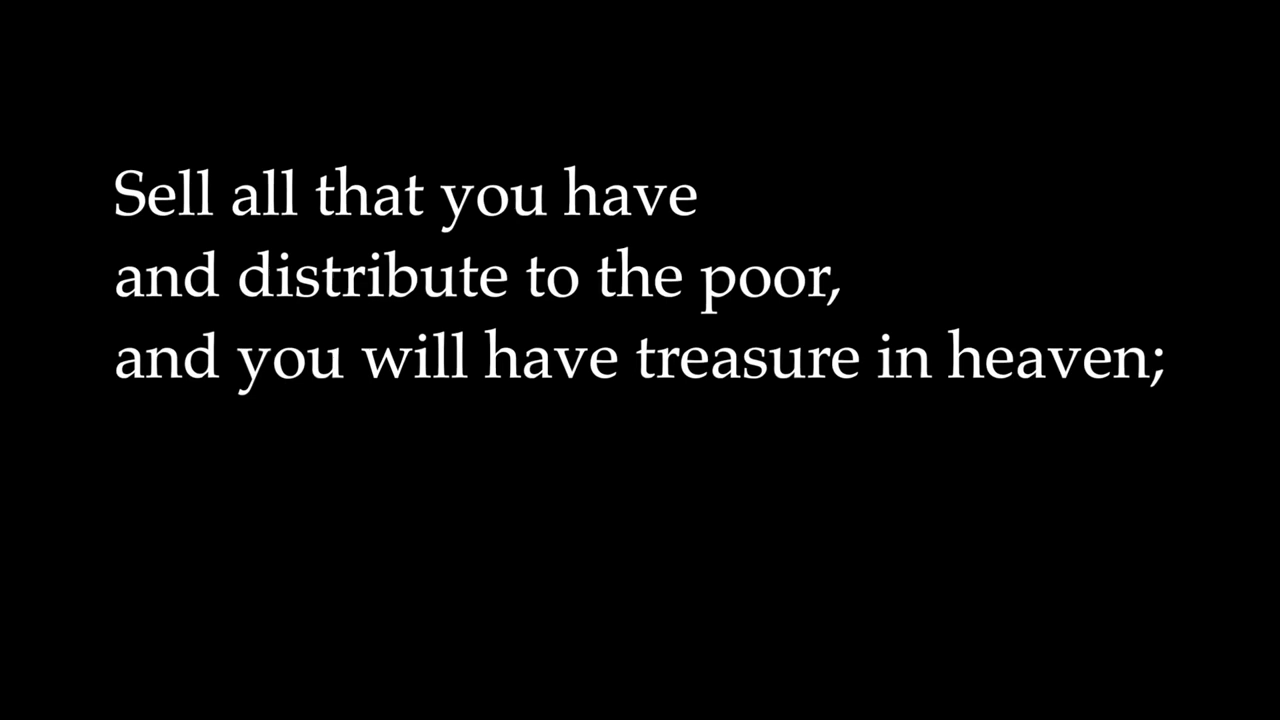 Sell all that you have
and distribute to the poor,
and you will have treasure in heaven;